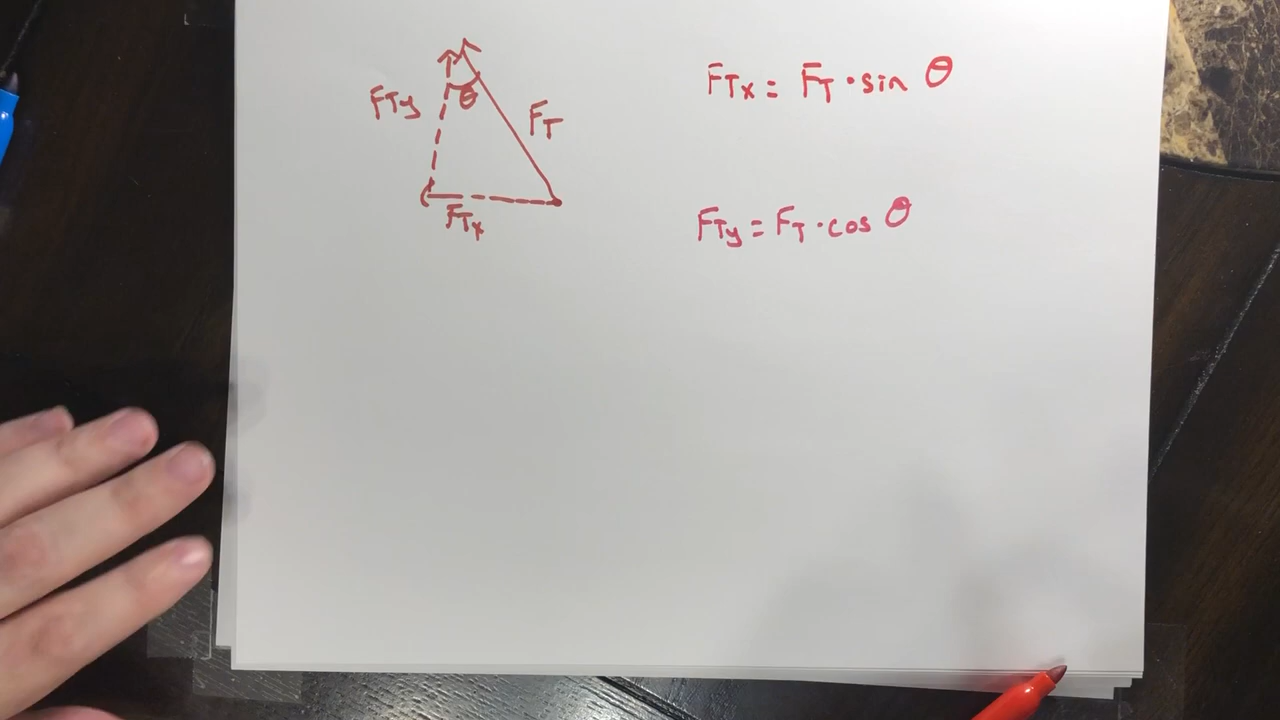 FTy
θ
FT
FTx
FTx = FT · sin θ
FTy = FT · cos θ